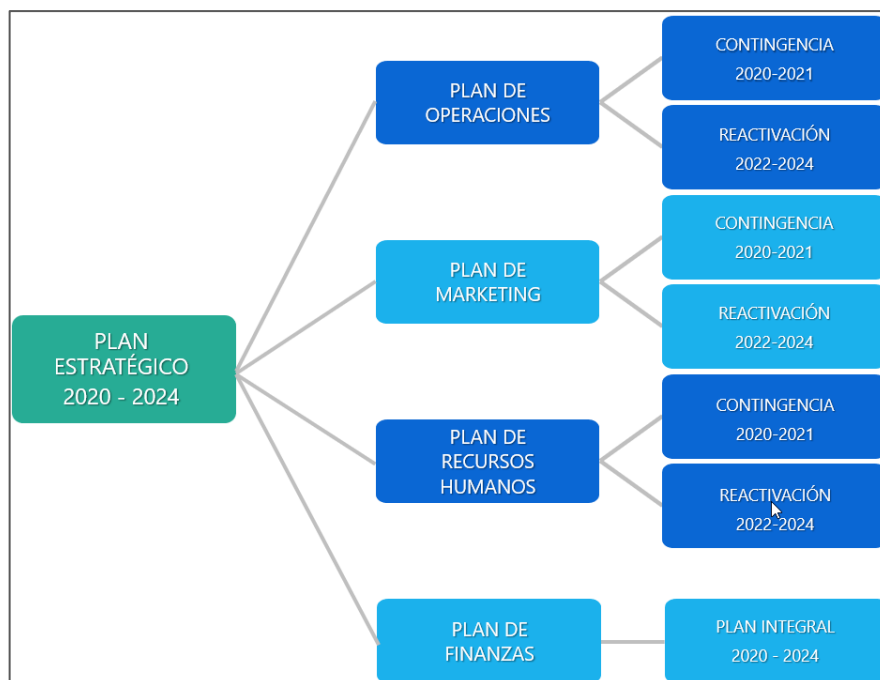 PLAN
ESTRATÉGICO
2020 - 2024
PLAN DE
OPERACIONES
CONTINGENCIA
2020-2021
REACTIVACIÓN
2022-2024
PLAN DE
MARKETING
CONTINGENCIA
2020-2021
REACTIVACIÓN
2022-2024
PLAN DE
RECURSOS
HUMANOS
CONTINGENCIA
2020-2021
REACTIVACIÓN
2022-2024
PLAN DE
FINANZAS
PLAN INTEGRAL
2020 - 2024